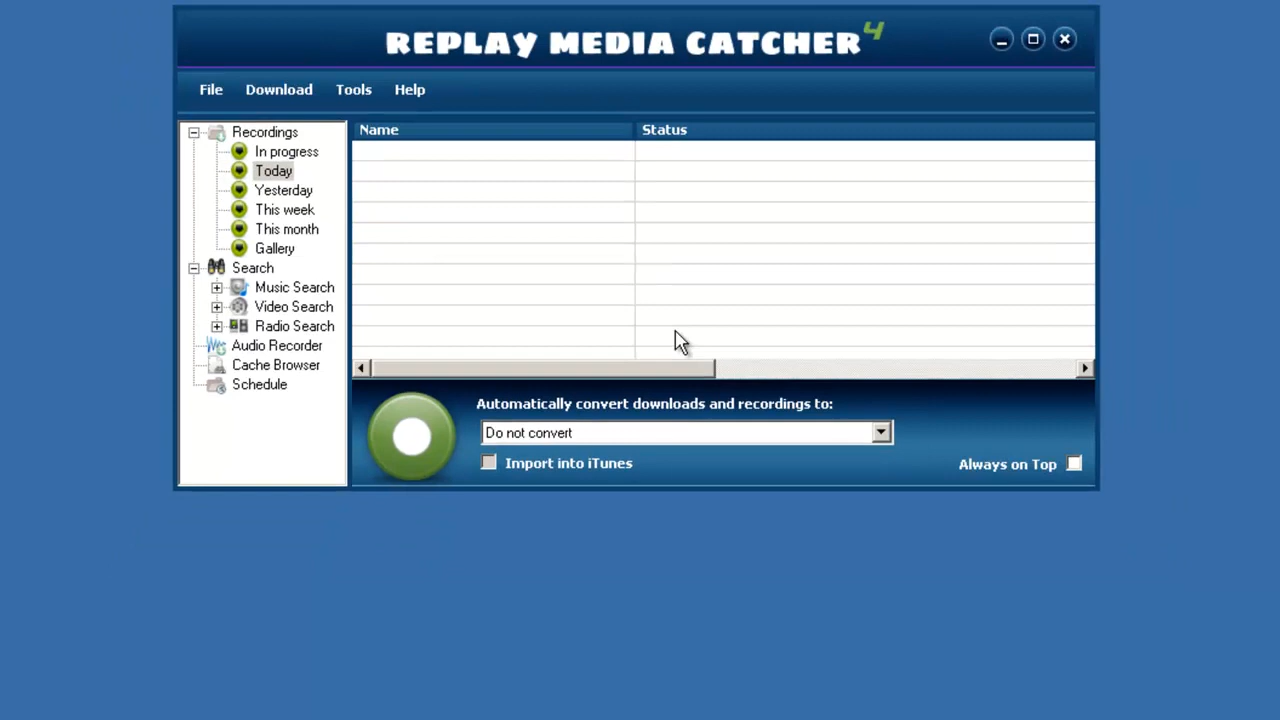 REPLAY MEDIA CATCHER 4
File Download Tools Help
Recordings
In progress
Today
Yesterday
This week
This month
Gallery
Search
Music Search
Video Search
Radio Search
Audio Recorder
Cache Browser
Schedule
Name Status
Automatically convert downloads and recordings to:
Do not convert
Import into iTunes
Always on Top